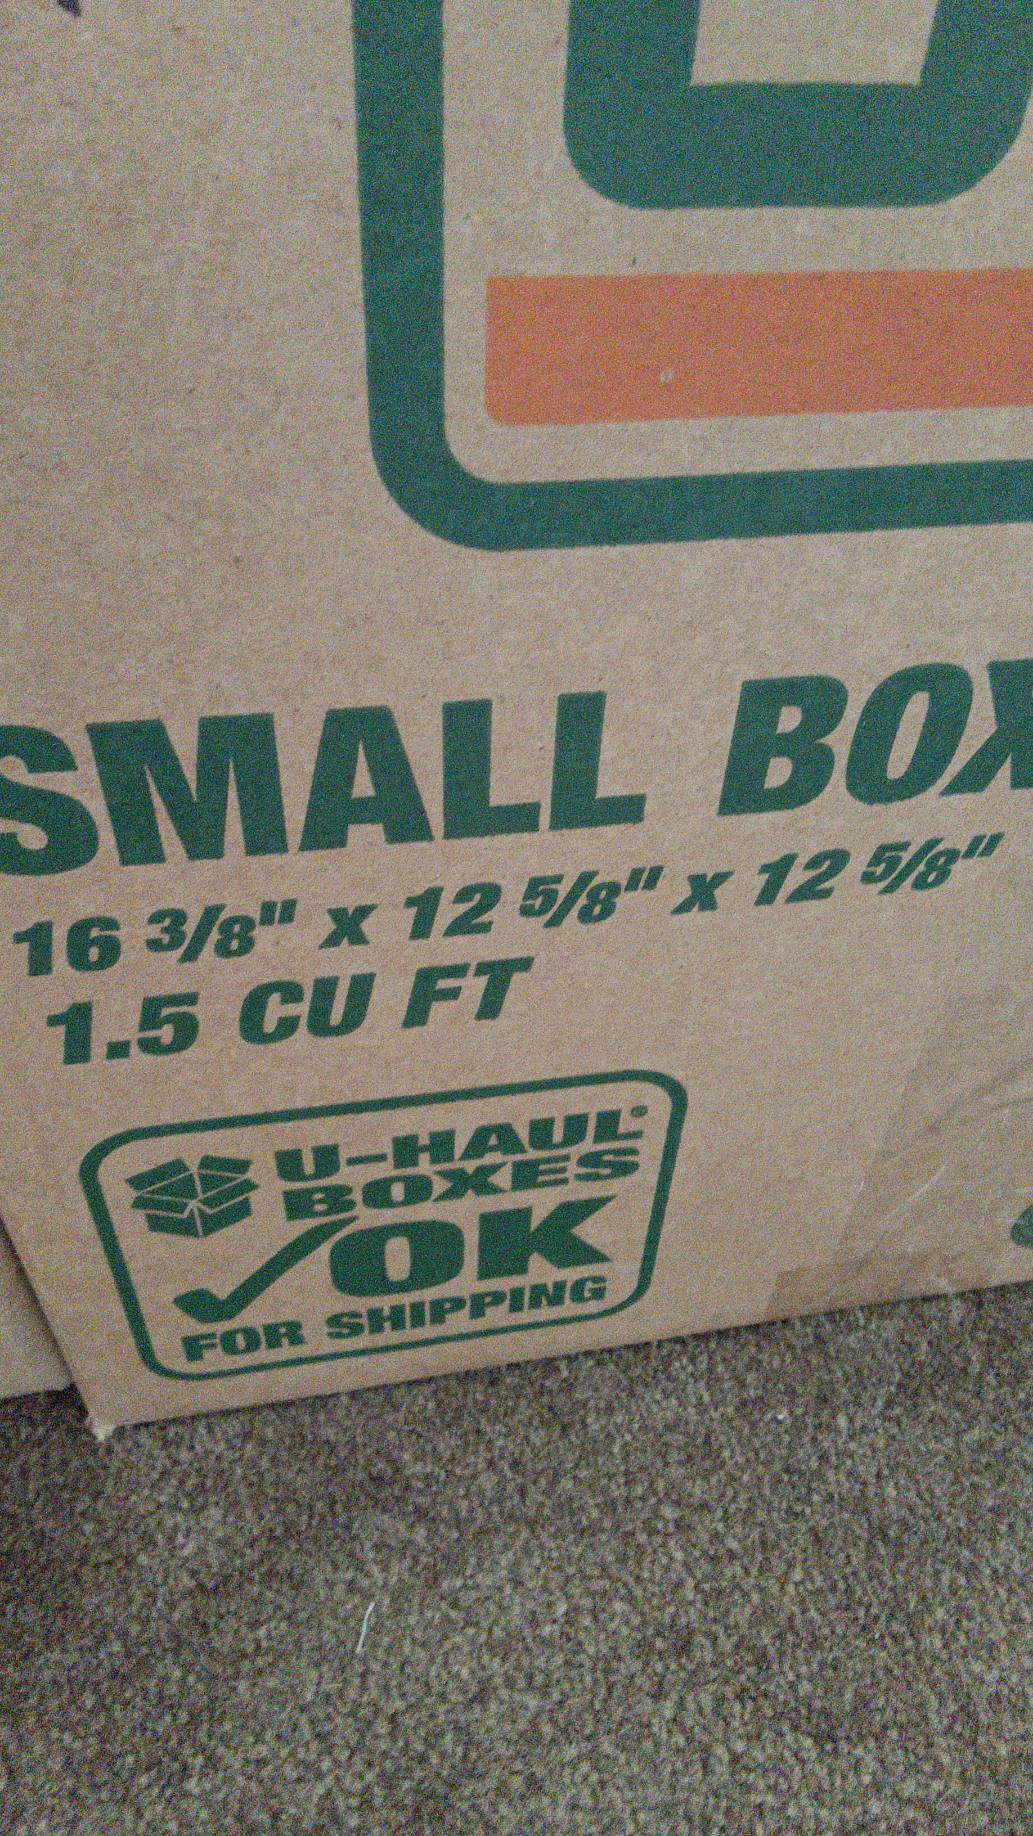 SMALL BOX
16 3/8" x 12 5/8" x 12 5/8"
1.5 CU FT
U-HAUL®
BOXES
OK
FOR SHIPPING